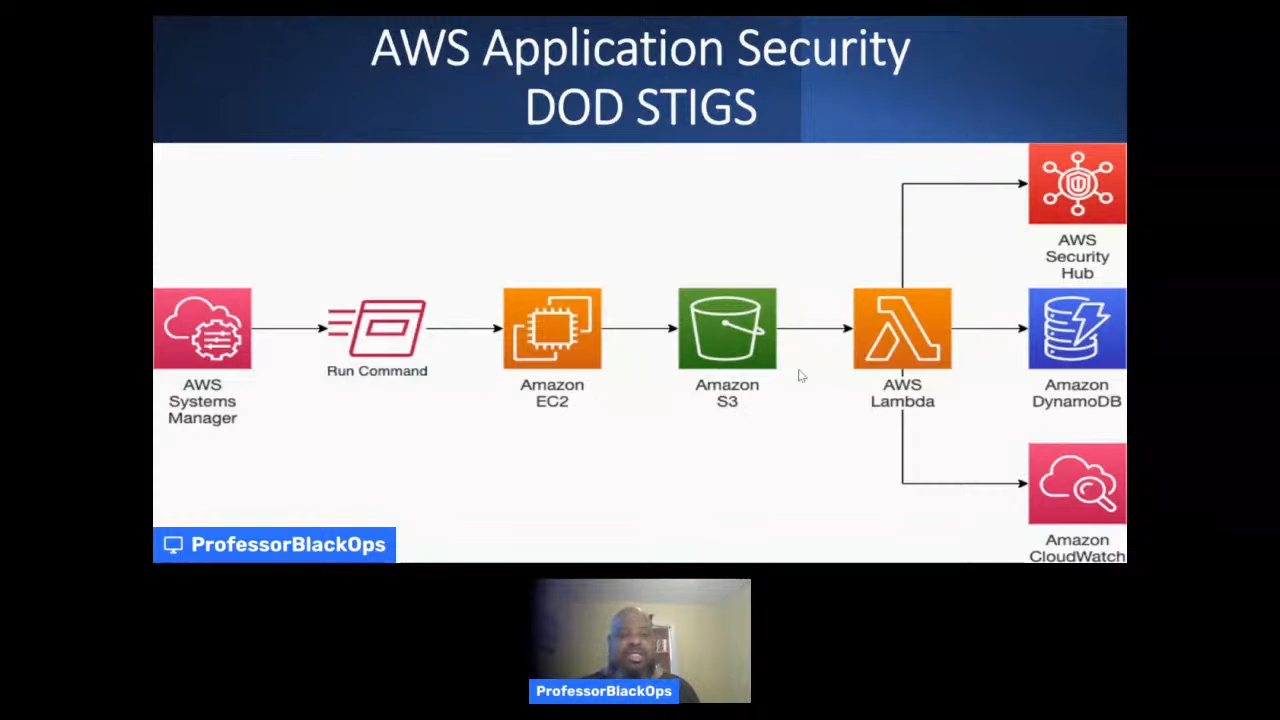 AWS Application Security
DOD STIGS
AWS
Security
Hub
AWS
Systems
Manager
Run Command
Amazon
EC2
Amazon
S3
AWS
Lambda
Amazon
DynamoDB
Amazon
CloudWatch
ProfessorBlackOps
ProfessorBlackOps